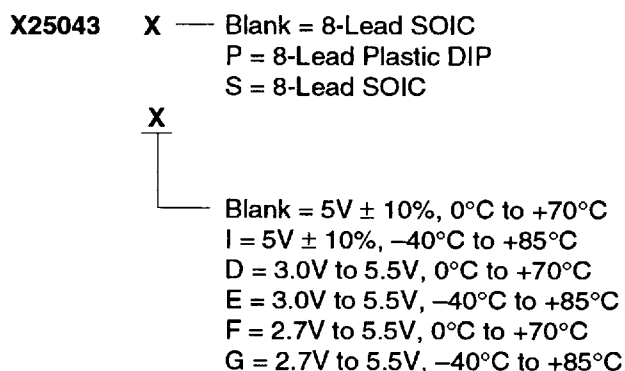 X25043 X — Blank = 8-Lead SOIC
P = 8-Lead Plastic DIP
S = 8-Lead SOIC
X
Blank = 5V ± 10%, 0°C to +70°C
I = 5V ± 10%, –40°C to +85°C
D = 3.0V to 5.5V, 0°C to +70°C
E = 3.0V to 5.5V, –40°C to +85°C
F = 2.7V to 5.5V, 0°C to +70°C
G = 2.7V to 5.5V, –40°C to +85°C